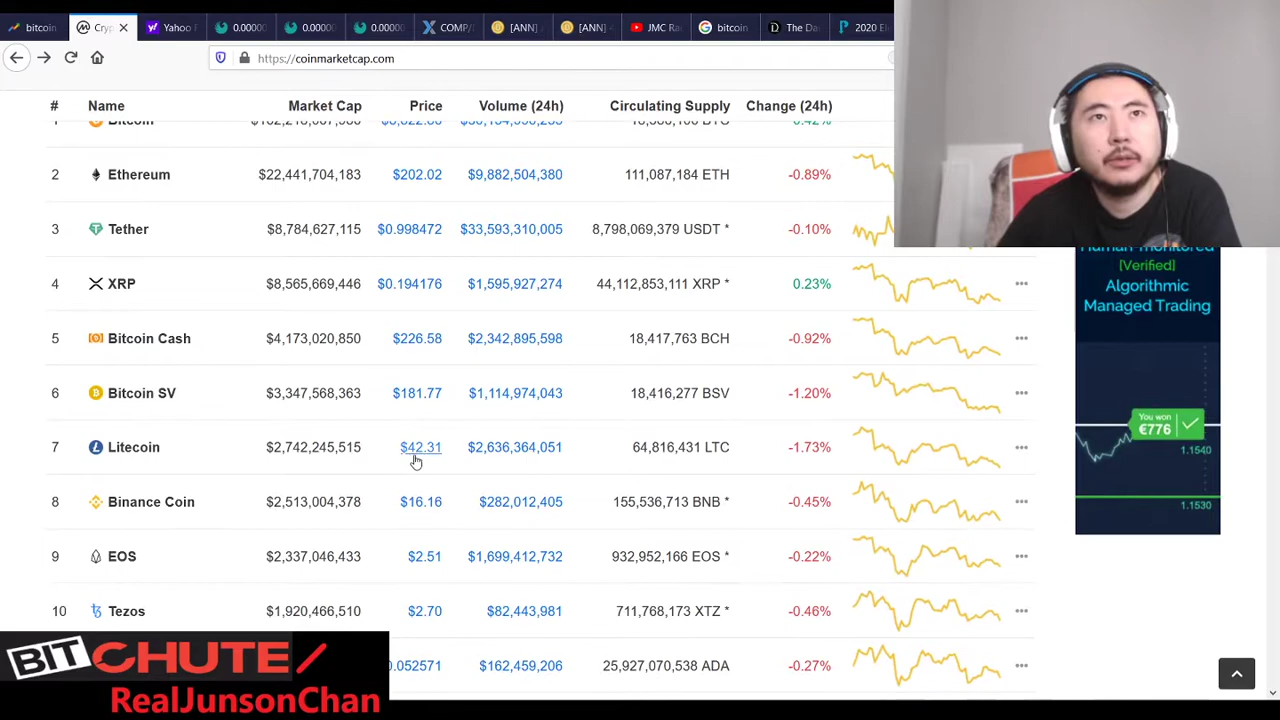 bitcoin
Cryp
Yahoo F
0.00000
0.00000
0.00000
COMP/
[ANN]
[ANN]
JMC Ra
bitcoin
The Da
2020 El
https://coinmarketcap.com
# Name Market Cap Price Volume (24h) Circulating Supply Change (24h)
Bitcoin
2 Ethereum $22,441,704,183 $202.02 $9,882,504,380 111,087,184 ETH -0.89%
3 Tether $8,784,627,115 $0.998472 $33,593,310,005 8,798,069,379 USDT * -0.10%
4 XRP $8,565,669,446 $0.194176 $1,595,927,274 44,112,853,111 XRP * 0.23%
5 Bitcoin Cash $4,173,020,850 $226.58 $2,342,895,598 18,417,763 BCH -0.92%
6 Bitcoin SV $3,347,568,363 $181.77 $1,114,974,043 18,416,277 BSV -1.20%
7 Litecoin $2,742,245,515 $42.31 $2,636,364,051 64,816,431 LTC -1.73%
8 Binance Coin $2,513,004,378 $16.16 $282,012,405 155,536,713 BNB * -0.45%
9 EOS $2,337,046,433 $2.51 $1,699,412,732 932,952,166 EOS * -0.22%
10 Tezos $1,920,466,510 $2.70 $82,443,981 711,768,173 XTZ * -0.46%
0.052571 $162,459,206 25,927,070,538 ADA -0.27%
Human-monitored
[Verified]
Algorithmic
Managed Trading
You won
€776
1.1540
1.1530
BITCHUTE/
RealJunsonChan